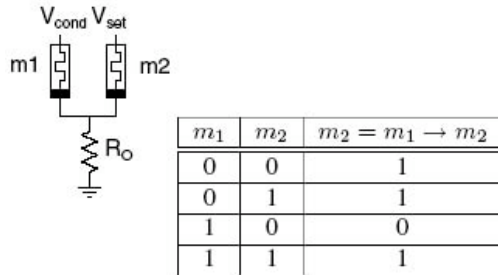 V_cond V_set
m1 m2
R_O
m_1 m_2 m_2 = m_1 → m_2
0 0 1
0 1 1
1 0 0
1 1 1